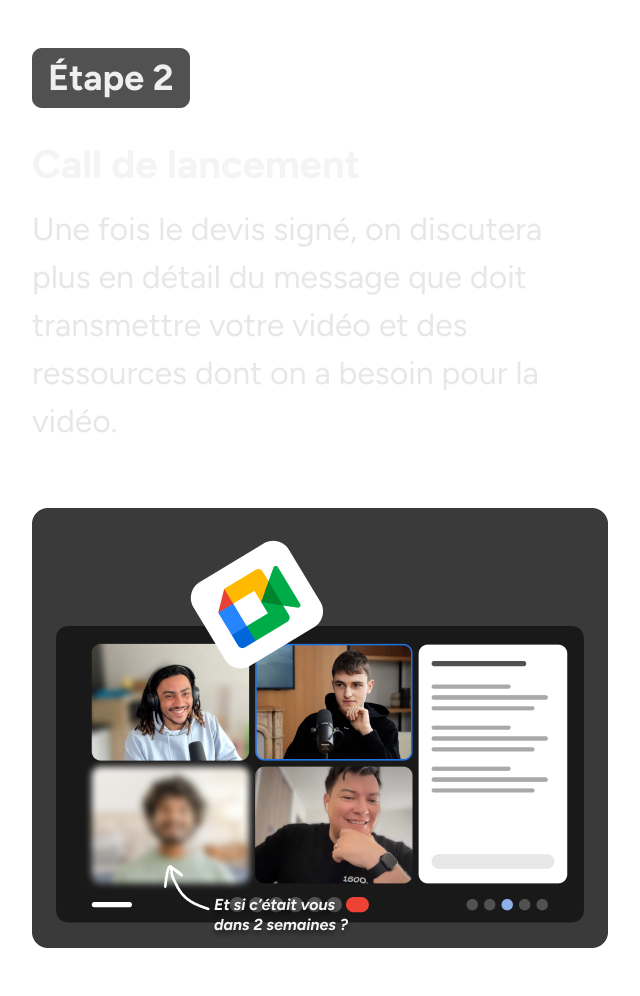 Étape 2
Call de lancement
Une fois le devis signé, on discutera
plus en détail du message que doit
transmettre votre vidéo et des
ressources dont on a besoin pour la
vidéo.
1600.
Et si c'était vous
dans 2 semaines ?